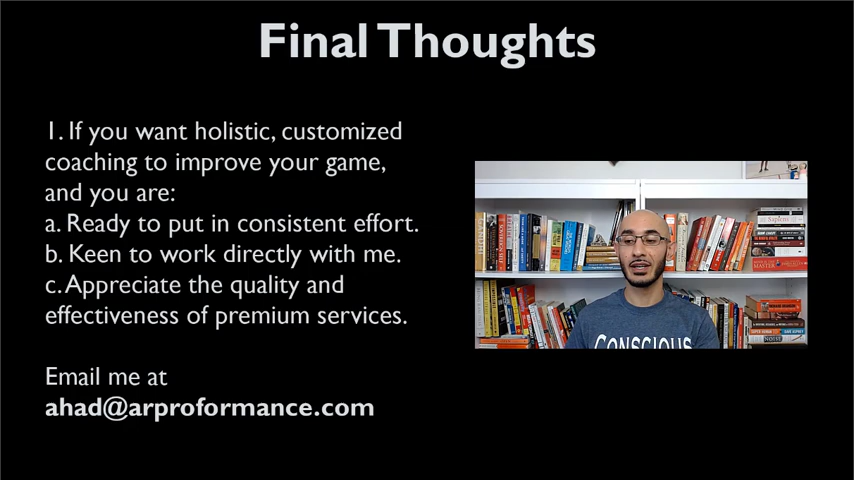 Final Thoughts
1. If you want holistic, customized
coaching to improve your game,
and you are:
a. Ready to put in consistent effort.
b. Keen to work directly with me.
c. Appreciate the quality and
effectiveness of premium services.
Email me at
ahad@arproformance.com
CONSCIOUS